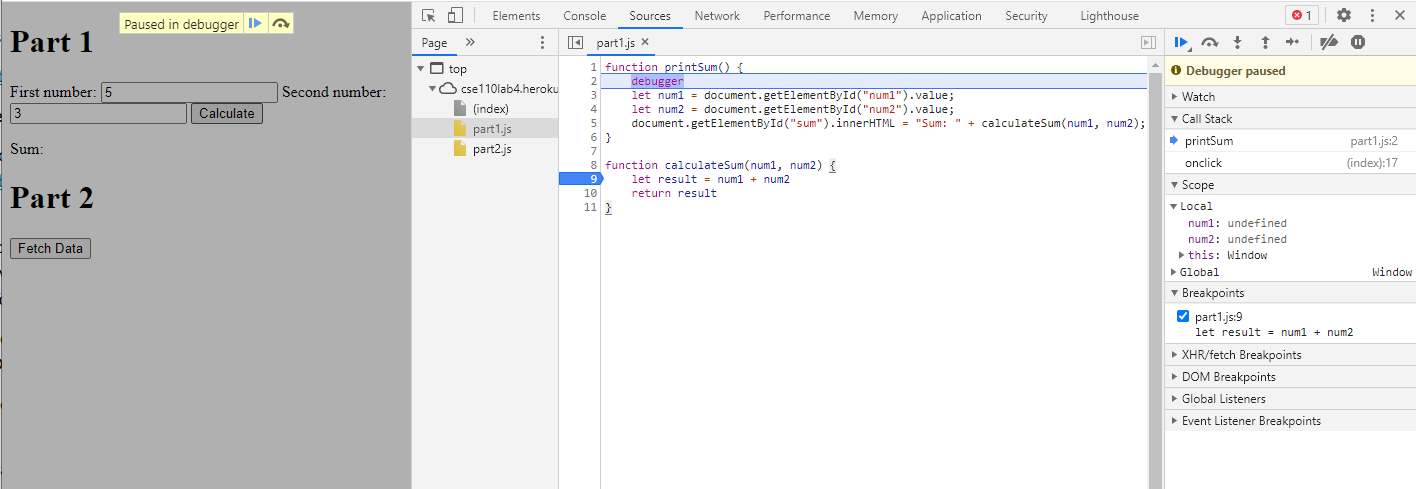 Paused in debugger
Part 1
First number: 5 Second number:
3 Calculate
Sum:
Part 2
Fetch Data
Elements Console Sources Network Performance Memory Application Security Lighthouse 1
Page »
top
cse110lab4.heroku
(index)
part1.js
part2.js
part1.js ×
1 function printSum() {
2 debugger
3 let num1 = document.getElementById("num1").value;
4 let num2 = document.getElementById("num2").value;
5 document.getElementById("sum").innerHTML = "Sum: " + calculateSum(num1, num2);
6 }
7
8 function calculateSum(num1, num2) {
9 let result = num1 + num2
10 return result
11 }
Debugger paused
Watch
Call Stack
printSum part1.js:2
onclick (index):17
Scope
Local
num1: undefined
num2: undefined
this: Window
Global Window
Breakpoints
part1.js:9
let result = num1 + num2
XHR/fetch Breakpoints
DOM Breakpoints
Global Listeners
Event Listener Breakpoints